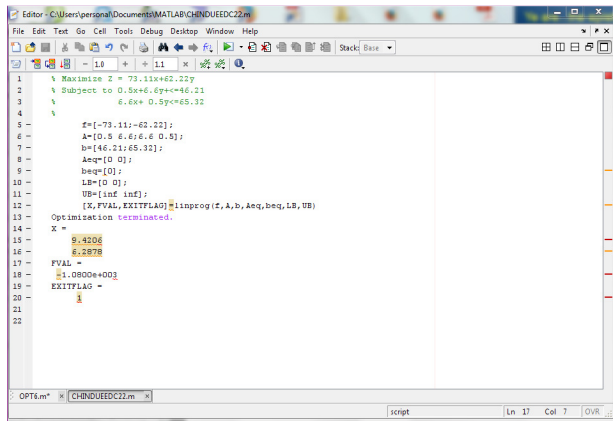 Editor - C:\Users\personal\Documents\MATLAB\CHINDUEEDC22.m
File Edit Text Go Cell Tools Debug Desktop Window Help
Stack: Base
- 1.0 + ÷ 1.1 ×
1 % Maximize Z = 73.11x+62.22y
2 % Subject to 0.5x+6.6y+<=46.21
3 % 6.6x+ 0.5y<=65.32
4 %
5 - f=[-73.11;-62.22];
6 - A=[0.5 6.6;6.6 0.5];
7 - b=[46.21;65.32];
8 - Aeq=[0 0];
9 - beq=[0];
10 - LB=[0 0];
11 - UB=[inf inf];
12 - [X,FVAL,EXITFLAG]=linprog(f,A,b,Aeq,beq,LB,UB)
13 - Optimization terminated.
14 - X =
15 - 9.4206
16 - 6.2878
17 - FVAL =
18 - -1.0800e+003
19 - EXITFLAG =
20 - 1
21
22
OPT6.m* × CHINDUEEDC22.m ×
script Ln 17 Col 7 OVR